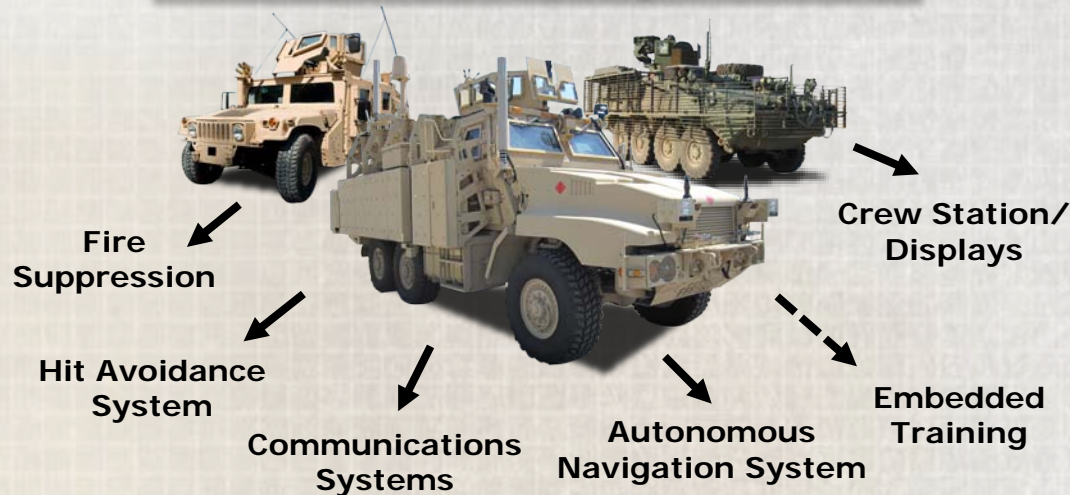 Fire
Suppression
Hit Avoidance
System
Communications
Systems
Autonomous
Navigation System
Embedded
Training
Crew Station/
Displays